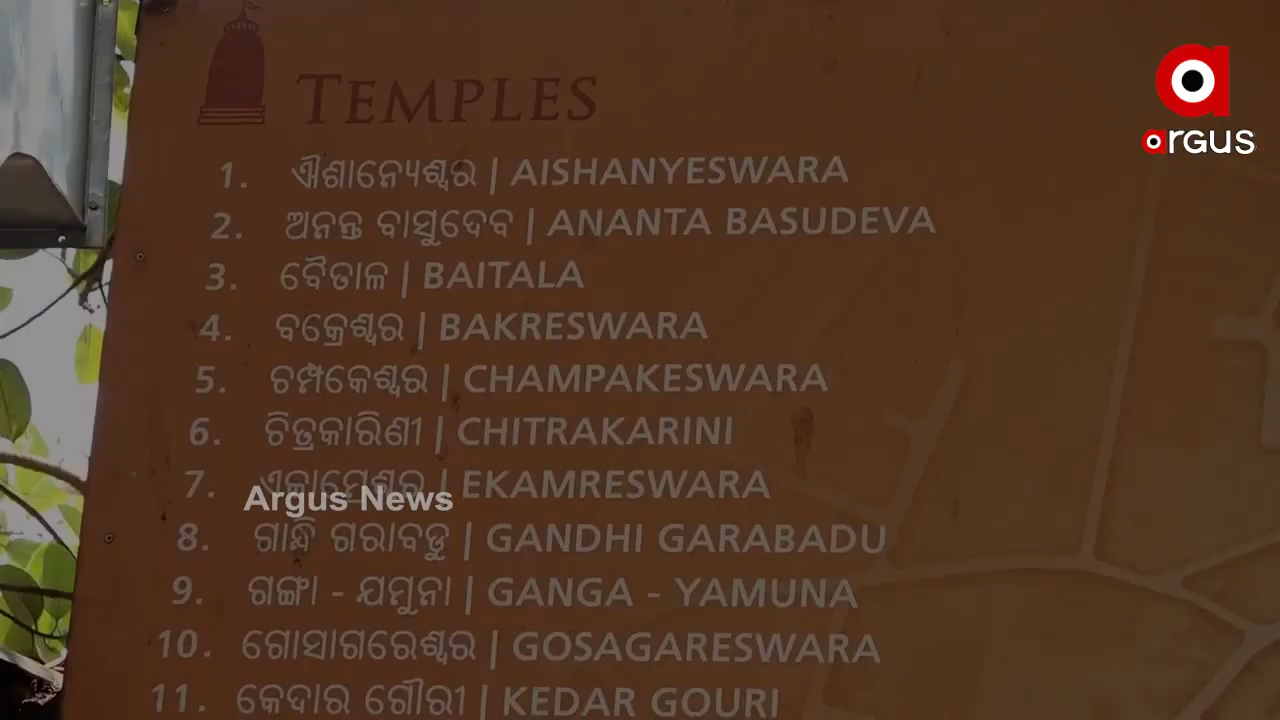 TEMPLES
argus
1. ଐଶାନ୍ୟେଶ୍ୱର | AISHANYESWARA
2. ଅନନ୍ତ ବାସୁଦେବ | ANANTA BASUDEVA
3. ବୈତାଳ | BAITALA
4. ବକ୍ରେଶ୍ୱର | BAKRESWARA
5. ଚମ୍ପକେଶ୍ୱର | CHAMPAKESWARA
6. ଚିତ୍ରକାରିଣୀ | CHITRAKARINI
7. ଏକାମ୍ରେଶ୍ୱର | EKAMRESWARA
Argus News
8. ଗାନ୍ଧି ଗରାବଡୁ | GANDHI GARABADU
9. ଗଙ୍ଗା - ଯମୁନା | GANGA - YAMUNA
10. ଗୋସାଗରେଶ୍ୱର | GOSAGARESWARA
11. କେଦାର ଗୌରୀ | KEDAR GOURI